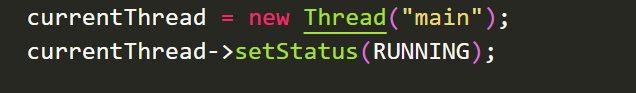 currentThread = new Thread("main");
currentThread->setStatus(RUNNING);